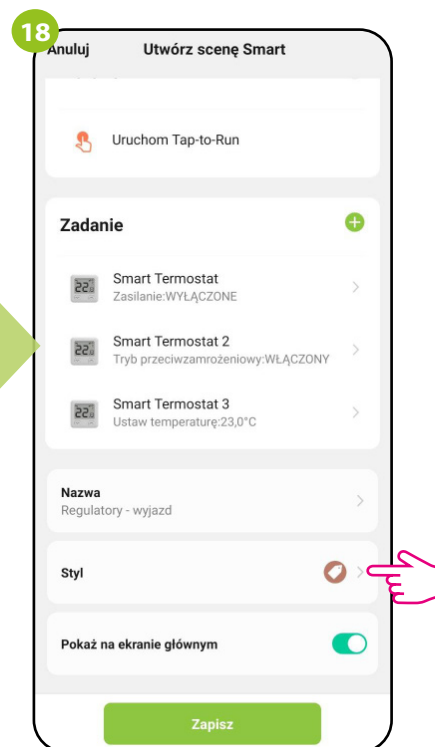 18
Anuluj Utwórz scenę Smart
Uruchom Tap-to-Run
Zadanie
Smart Termostat
Zasilanie:WYŁĄCZONE
Smart Termostat 2
Tryb przeciwzamrożeniowy:WŁĄCZONY
Smart Termostat 3
Ustaw temperaturę:23,0°C
Nazwa
Regulatory - wyjazd
Styl
Pokaż na ekranie głównym
Zapisz